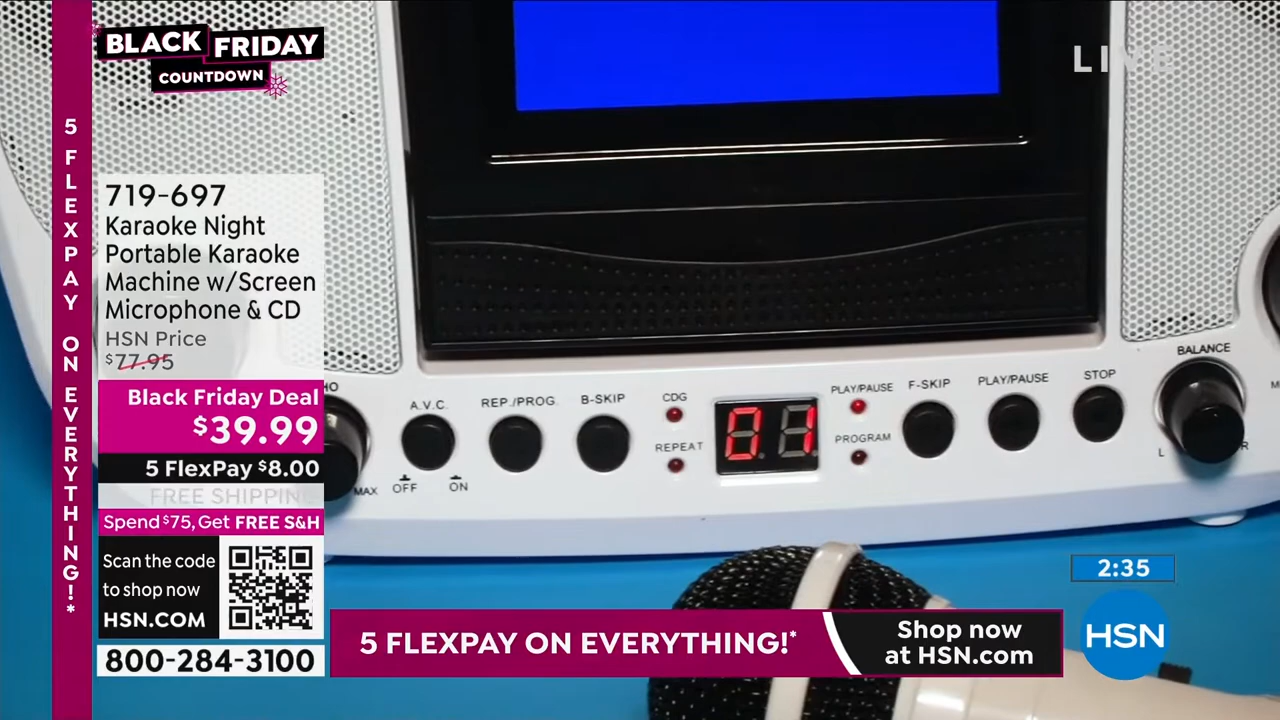 BLACK FRIDAY
COUNTDOWN
LIVE
5 FLEXPAY ON EVERYTHING!*
719-697
Karaoke Night
Portable Karaoke
Machine w/Screen
Microphone & CD
HSN Price
$77.95
Black Friday Deal
$39.99
5 FlexPay $8.00
FREE SHIPPING
Spend $75, Get FREE S&H
Scan the code
to shop now
HSN.COM
800-284-3100
HO
MAX
A.V.C.
OFF ON
REP./PROG.
B-SKIP
CDG
REPEAT
01
PLAY/PAUSE
PROGRAM
F-SKIP
PLAY/PAUSE
STOP
BALANCE
L R
M
5 FLEXPAY ON EVERYTHING!*
Shop now
at HSN.com
2:35
HSN